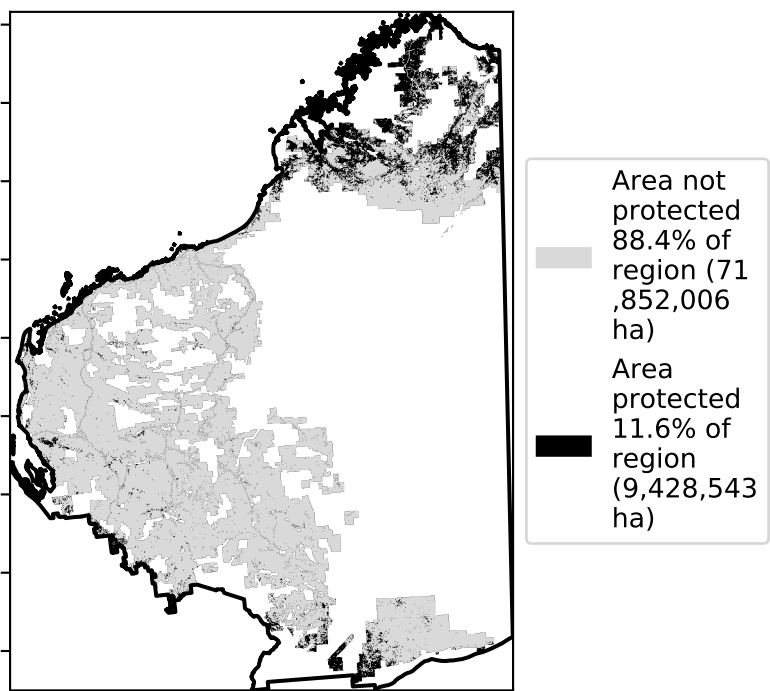 Area not
protected
88.4% of
region (71
,852,006
ha)
Area
protected
11.6% of
region
(9,428,543
ha)